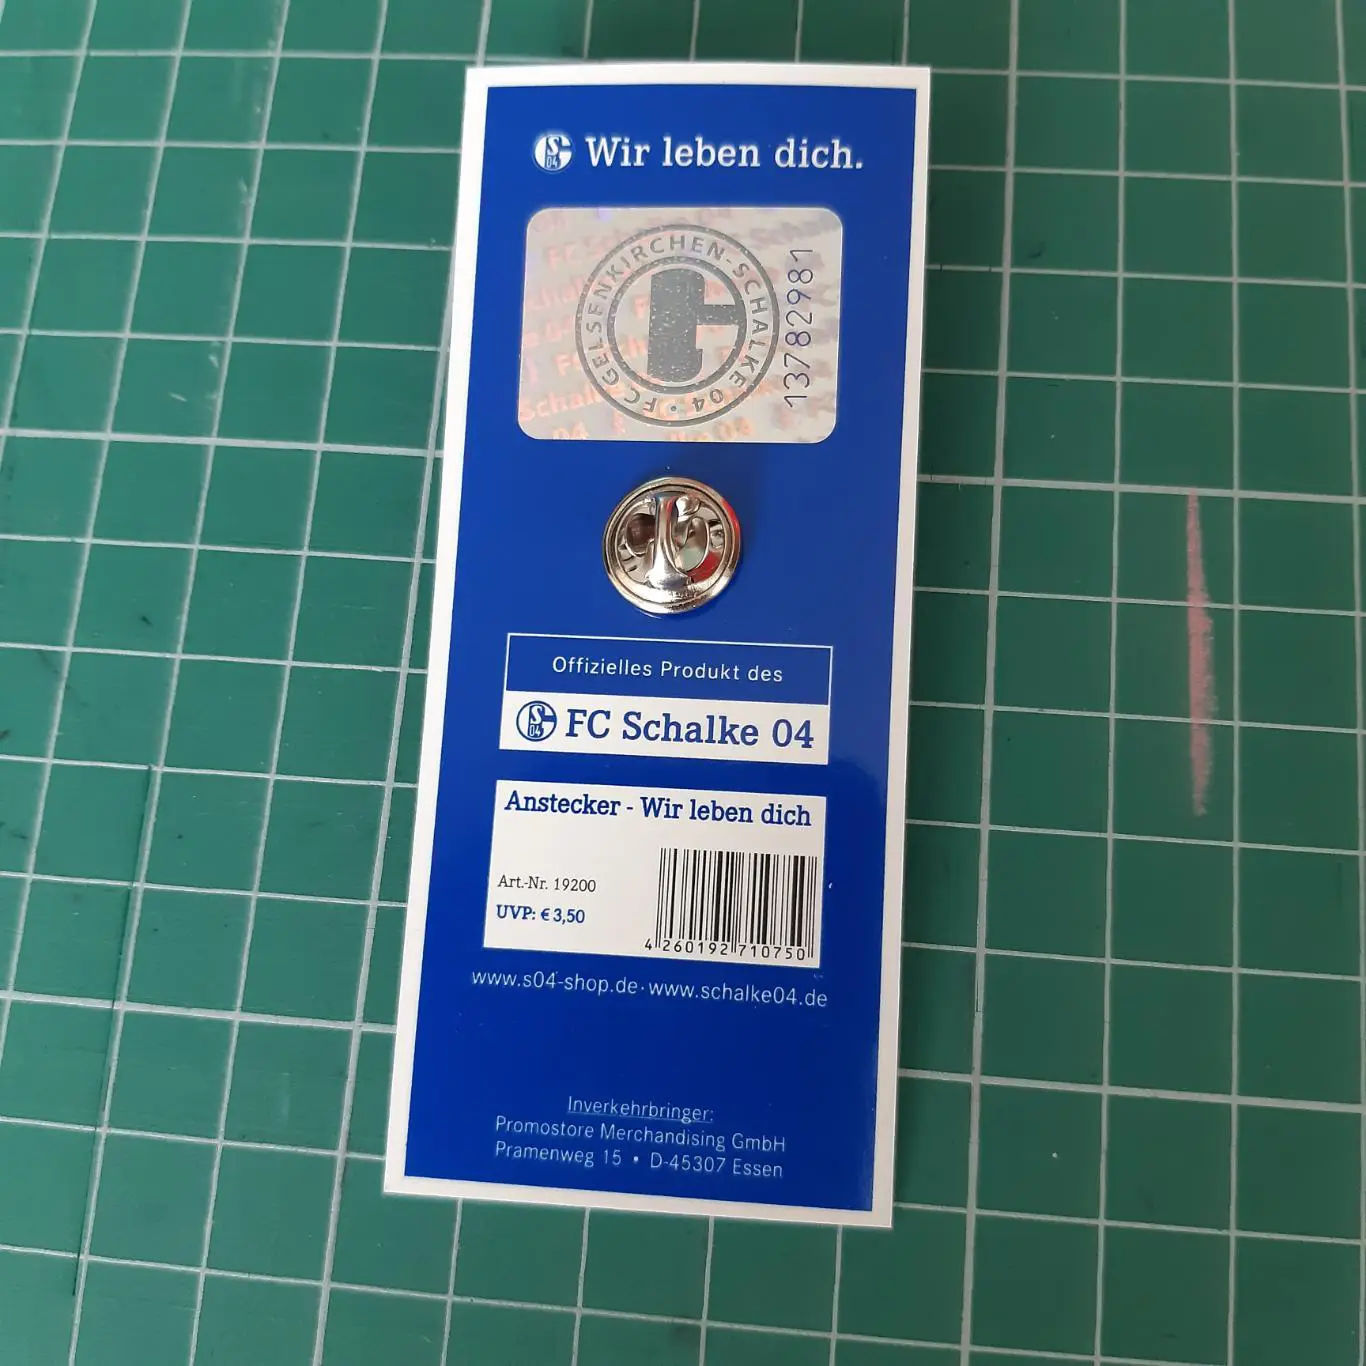 Wir leben dich.
FC GELSENKIRCHEN-SCHALKE 04 •
13782981
Offizielles Produkt des
S 04 FC Schalke 04
Anstecker - Wir leben dich
Art.-Nr. 19200
UVP: € 3,50
4 260192 710750
www.s04-shop.de · www.schalke04.de
Inverkehrbringer:
Promostore Merchandising GmbH
Pramenweg 15 • D-45307 Essen